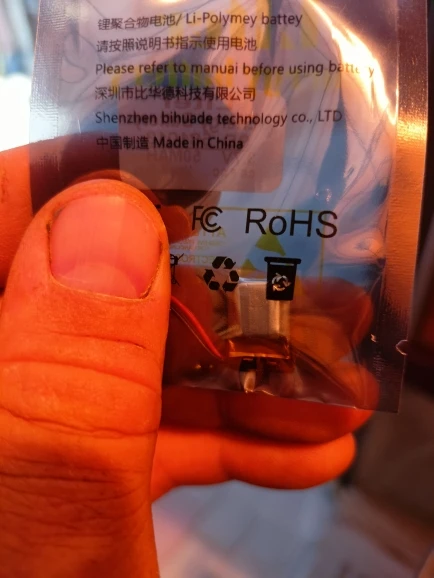 锂聚合物电池/ Li-Polymey battey
请按照说明书指示使用电池
Please refer to manuai before using battery
深圳市比华德科技有限公司
Shenzhen bihuade technology co., LTD
中国制造 Made in China
FC RoHS